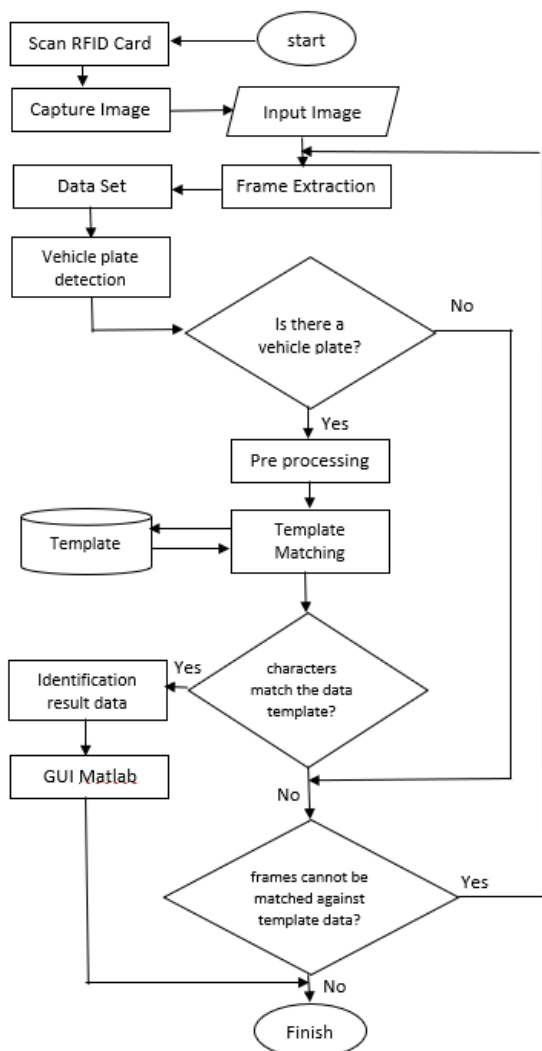 start
Scan RFID Card
Capture Image
Input Image
Frame Extraction
Data Set
Vehicle plate
detection
Is there a
vehicle plate?
No
Yes
Pre processing
Template
Matching
Template
characters
match the data
template?
Yes
Identification
result data
GUI Matlab
No
frames cannot be
matched against
template data?
Yes
No
Finish